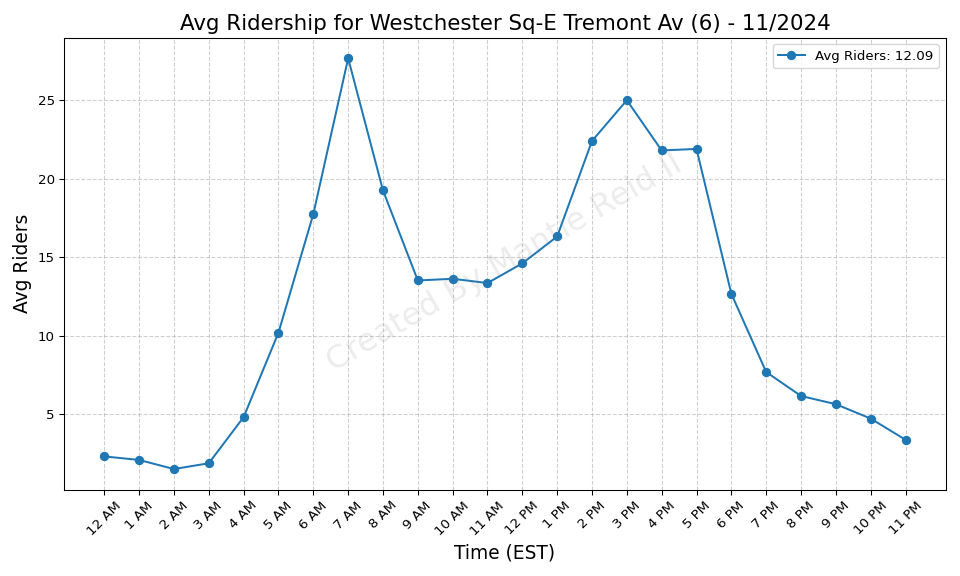 Avg Ridership for Westchester Sq-E Tremont Av (6) - 11/2024
Avg Riders: 12.09
Avg Riders
25
20
15
10
5
Created By Mantie Reid II
12 AM
1 AM
2 AM
3 AM
4 AM
5 AM
6 AM
7 AM
8 AM
9 AM
10 AM
11 AM
12 PM
1 PM
2 PM
3 PM
4 PM
5 PM
6 PM
7 PM
8 PM
9 PM
10 PM
11 PM
Time (EST)